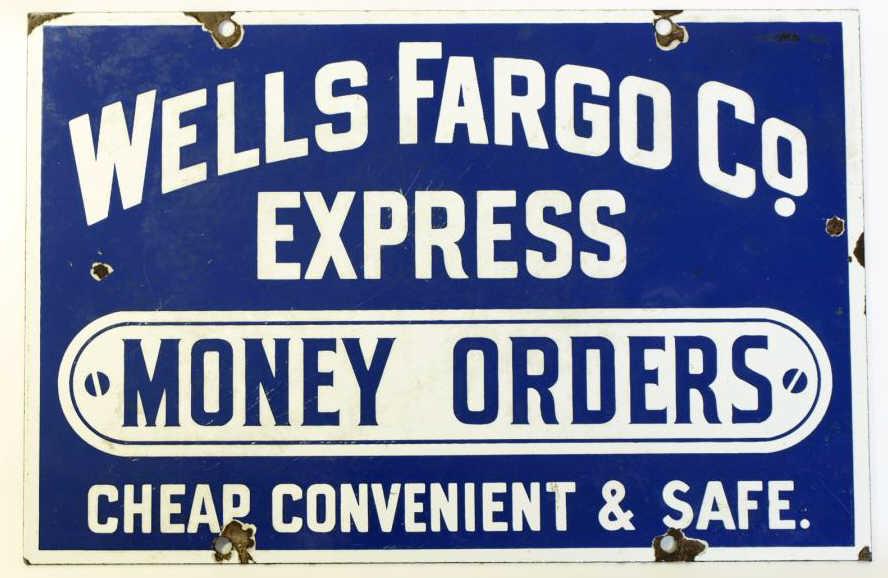 WELLS FARGO CO.
EXPRESS
MONEY ORDERS
CHEAP CONVENIENT & SAFE.